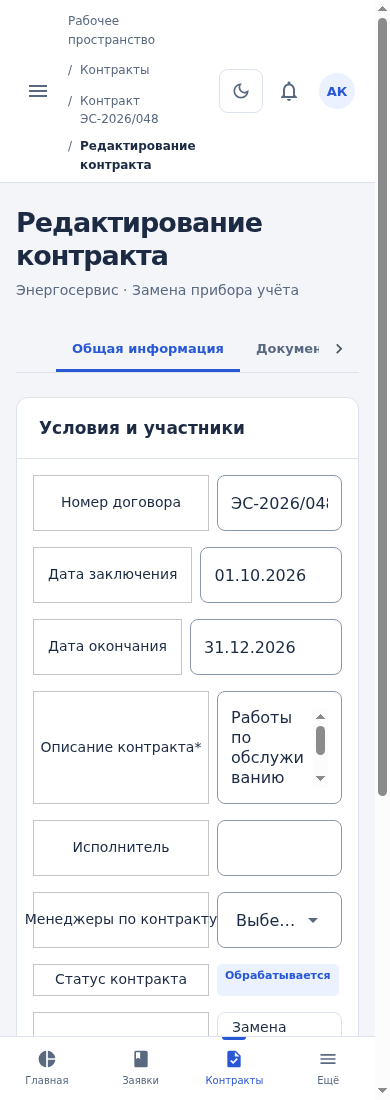 Рабочее
пространство
/ Контракты
/ Контракт
ЭС-2026/048
/ Редактирование
контракта
АК
Редактирование
контракта
Энергосервис · Замена прибора учёта
Общая информация
Докумен
Условия и участники
Номер договора
ЭС-2026/048
Дата заключения
01.10.2026
Дата окончания
31.12.2026
Описание контракта*
Работы
по
обслужи
ванию
Исполнитель
Менеджеры по контракту
Выбе...
Статус контракта
Обрабатывается
Замена
Главная
Заявки
Контракты
Ещё